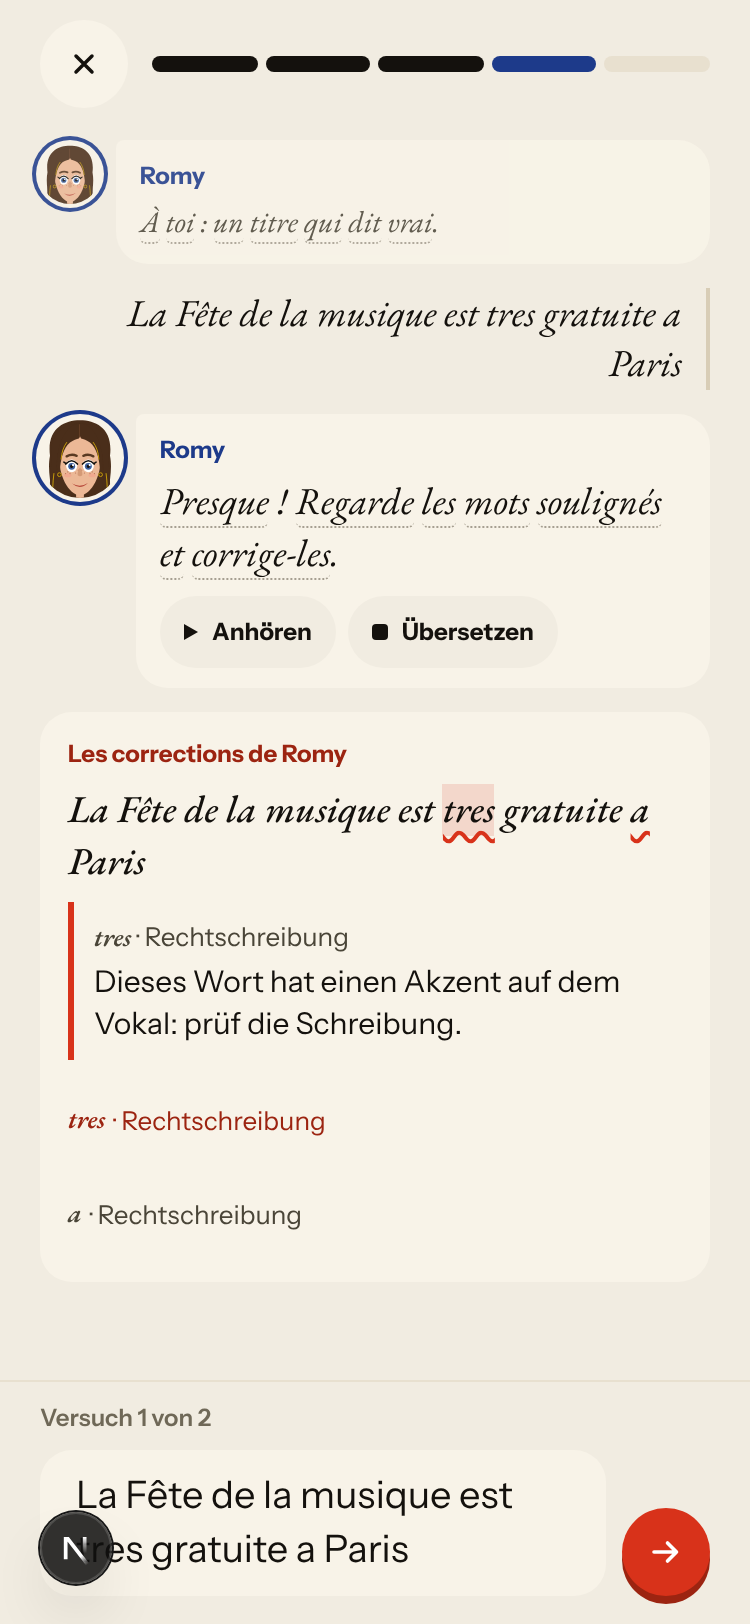 Romy
À toi : un titre qui dit vrai.
La Fête de la musique est tres gratuite a
Paris
Romy
Presque ! Regarde les mots soulignés
et corrige-les.
Anhören
Übersetzen
Les corrections de Romy
La Fête de la musique est tres gratuite a
Paris
tres · Rechtschreibung
Dieses Wort hat einen Akzent auf dem
Vokal: prüf die Schreibung.
tres · Rechtschreibung
a · Rechtschreibung
Versuch 1 von 2
La Fête de la musique est
tres gratuite a Paris
N